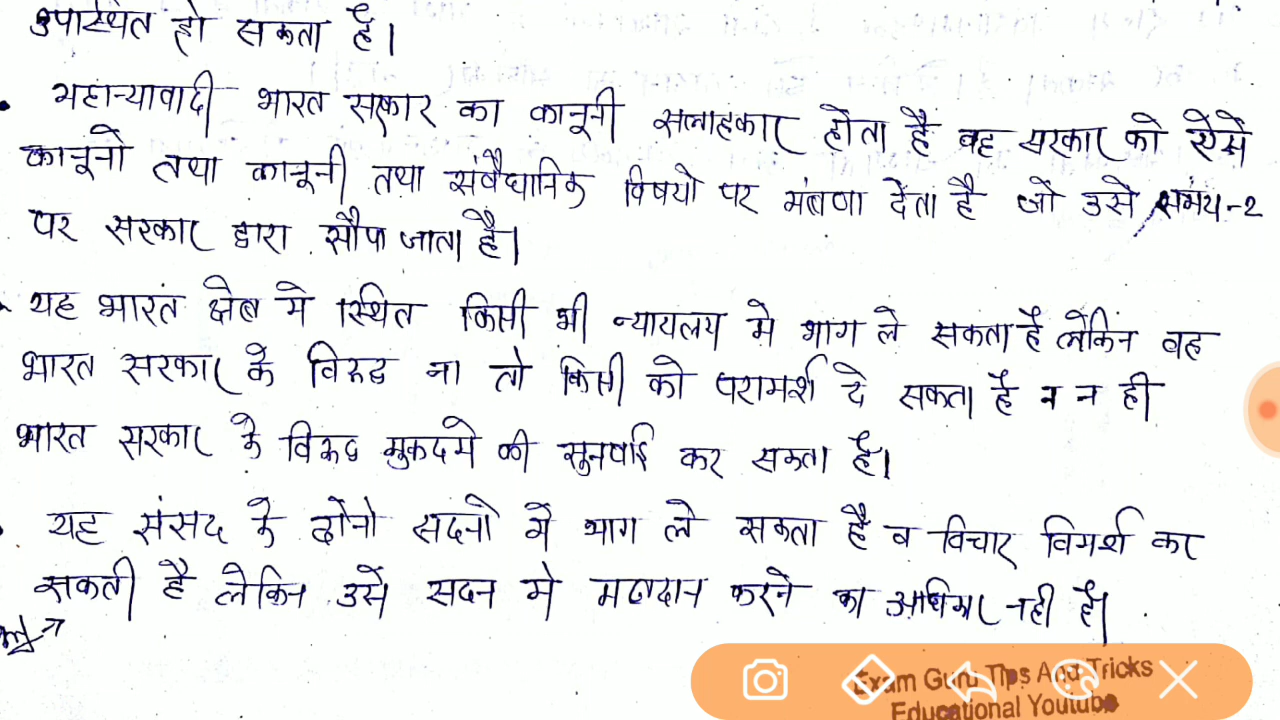 उपस्थित हो सकता है।
• महान्यावादी भारत सरकार का कानूनी सलाहकार होता है वह सरकार को ऐसे
कानूनो तथा कानूनी तथा संवैधानिक विषयो पर मंत्रणा देता है जो उसे समय-2
पर सरकार द्वारा सौपा जाता है।
यह भारत क्षेत्र मे स्थित किसी भी न्यायलय मे भाग ले सकता है लेकिन वह
भारत सरकार के विरुद्ध ना तो किसी को परामर्श दे सकता है न न ही
भारत सरकार के विरुद्ध मुकदमे की सुनवाई कर सकता है।
यह संसद के दोनो सदनो में भाग ले सकता है व विचार विमर्श कर
सकती है लेकिन उसे सदन मे मतदान करने का अधिकार नही है।
Exam Guru Tips And Tricks
Educational Youtube